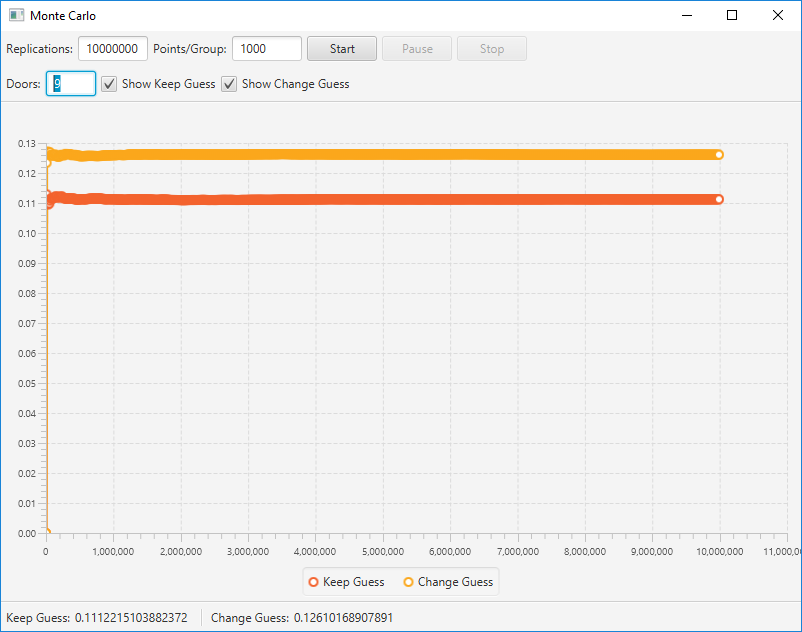 Monte Carlo
Replications: 10000000 Points/Group: 1000 Start Pause Stop
Doors: 9 Show Keep Guess Show Change Guess
0.13
0.12
0.11
0.10
0.09
0.08
0.07
0.06
0.05
0.04
0.03
0.02
0.01
0.00
0 1,000,000 2,000,000 3,000,000 4,000,000 5,000,000 6,000,000 7,000,000 8,000,000 9,000,000 10,000,000 11,000,0
Keep Guess Change Guess
Keep Guess: 0.1112215103882372 Change Guess: 0.12610168907891